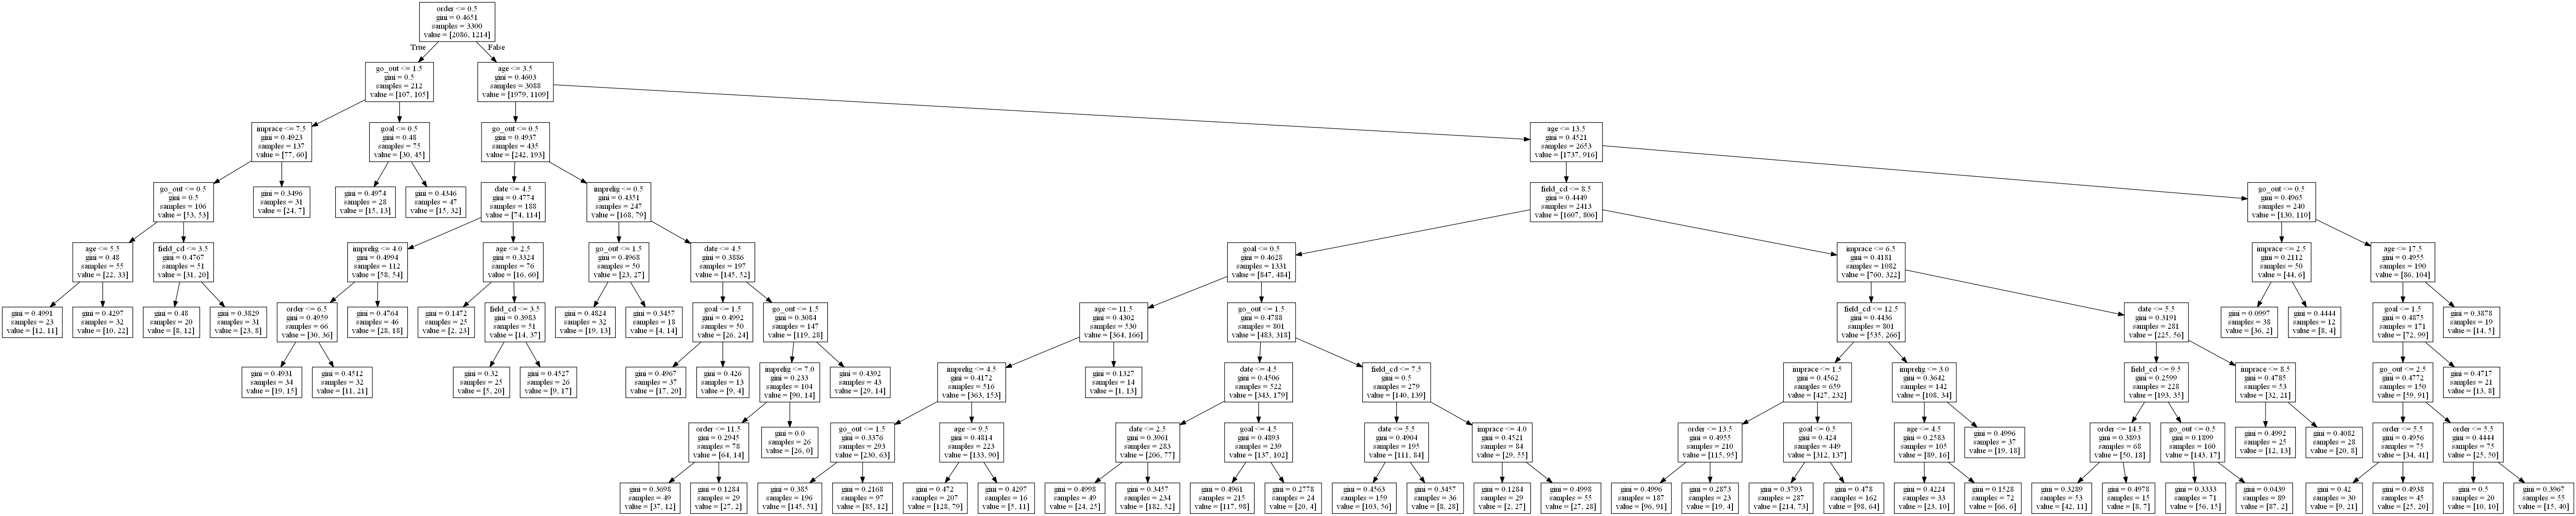 order <= 0.5
gini = 0.4651
samples = 3300
value = [2086, 1214]
True
False
go_out <= 1.5
gini = 0.5
samples = 212
value = [107, 105]
age <= 3.5
gini = 0.4603
samples = 3088
value = [1979, 1109]
imprace <= 7.5
gini = 0.4923
samples = 137
value = [77, 60]
goal <= 0.5
gini = 0.48
samples = 75
value = [30, 45]
go_out <= 0.5
gini = 0.4937
samples = 435
value = [242, 193]
age <= 13.5
gini = 0.4521
samples = 2653
value = [1737, 916]
go_out <= 0.5
gini = 0.5
samples = 106
value = [53, 53]
gini = 0.3496
samples = 31
value = [24, 7]
gini = 0.4974
samples = 28
value = [15, 13]
gini = 0.4346
samples = 47
value = [15, 32]
date <= 4.5
gini = 0.4774
samples = 188
value = [74, 114]
imprelig <= 0.5
gini = 0.4351
samples = 247
value = [168, 79]
field_cd <= 8.5
gini = 0.4449
samples = 2413
value = [1607, 806]
go_out <= 0.5
gini = 0.4965
samples = 240
value = [130, 110]
age <= 5.5
gini = 0.48
samples = 55
value = [22, 33]
field_cd <= 3.5
gini = 0.4767
samples = 51
value = [31, 20]
imprelig <= 4.0
gini = 0.4994
samples = 112
value = [58, 54]
age <= 2.5
gini = 0.3324
samples = 76
value = [16, 60]
go_out <= 1.5
gini = 0.4968
samples = 50
value = [23, 27]
date <= 4.5
gini = 0.3886
samples = 197
value = [145, 52]
goal <= 0.5
gini = 0.4628
samples = 1331
value = [847, 484]
imprace <= 6.5
gini = 0.4181
samples = 1082
value = [760, 322]
imprace <= 2.5
gini = 0.2112
samples = 50
value = [44, 6]
age <= 17.5
gini = 0.4955
samples = 190
value = [86, 104]
gini = 0.4991
samples = 23
value = [12, 11]
gini = 0.4297
samples = 32
value = [10, 22]
gini = 0.48
samples = 20
value = [8, 12]
gini = 0.3829
samples = 31
value = [23, 8]
order <= 6.5
gini = 0.4959
samples = 66
value = [30, 36]
gini = 0.4764
samples = 46
value = [28, 18]
gini = 0.1472
samples = 25
value = [2, 23]
field_cd <= 3.5
gini = 0.3983
samples = 51
value = [14, 37]
gini = 0.4824
samples = 32
value = [19, 13]
gini = 0.3457
samples = 18
value = [4, 14]
goal <= 1.5
gini = 0.4992
samples = 50
value = [26, 24]
go_out <= 1.5
gini = 0.3084
samples = 147
value = [119, 28]
age <= 11.5
gini = 0.4302
samples = 530
value = [364, 166]
go_out <= 1.5
gini = 0.4788
samples = 801
value = [483, 318]
field_cd <= 12.5
gini = 0.4436
samples = 801
value = [535, 266]
date <= 5.5
gini = 0.3191
samples = 281
value = [225, 56]
gini = 0.0997
samples = 38
value = [36, 2]
gini = 0.4444
samples = 12
value = [8, 4]
goal <= 1.5
gini = 0.4875
samples = 171
value = [72, 99]
gini = 0.3878
samples = 19
value = [14, 5]
gini = 0.4931
samples = 34
value = [19, 15]
gini = 0.4512
samples = 32
value = [11, 21]
gini = 0.32
samples = 25
value = [5, 20]
gini = 0.4527
samples = 26
value = [9, 17]
gini = 0.4967
samples = 37
value = [17, 20]
gini = 0.426
samples = 13
value = [9, 4]
imprelig <= 7.0
gini = 0.233
samples = 104
value = [90, 14]
gini = 0.4392
samples = 43
value = [29, 14]
imprelig <= 4.5
gini = 0.4172
samples = 516
value = [363, 153]
gini = 0.1327
samples = 14
value = [1, 13]
date <= 4.5
gini = 0.4506
samples = 522
value = [343, 179]
field_cd <= 7.5
gini = 0.5
samples = 279
value = [140, 139]
imprace <= 1.5
gini = 0.4562
samples = 659
value = [427, 232]
imprelig <= 3.0
gini = 0.3642
samples = 142
value = [108, 34]
field_cd <= 9.5
gini = 0.2599
samples = 228
value = [193, 35]
imprace <= 8.5
gini = 0.4785
samples = 53
value = [32, 21]
go_out <= 2.5
gini = 0.4772
samples = 150
value = [59, 91]
gini = 0.4717
samples = 21
value = [13, 8]
order <= 11.5
gini = 0.2945
samples = 78
value = [64, 14]
gini = 0.0
samples = 26
value = [26, 0]
go_out <= 1.5
gini = 0.3376
samples = 293
value = [230, 63]
age <= 9.5
gini = 0.4814
samples = 223
value = [133, 90]
date <= 2.5
gini = 0.3961
samples = 283
value = [206, 77]
goal <= 4.5
gini = 0.4893
samples = 239
value = [137, 102]
date <= 5.5
gini = 0.4904
samples = 195
value = [111, 84]
imprace <= 4.0
gini = 0.4521
samples = 84
value = [29, 55]
order <= 13.5
gini = 0.4955
samples = 210
value = [115, 95]
goal <= 0.5
gini = 0.424
samples = 449
value = [312, 137]
age <= 4.5
gini = 0.2583
samples = 105
value = [89, 16]
gini = 0.4996
samples = 37
value = [19, 18]
order <= 14.5
gini = 0.3893
samples = 68
value = [50, 18]
go_out <= 0.5
gini = 0.1899
samples = 160
value = [143, 17]
gini = 0.4992
samples = 25
value = [12, 13]
gini = 0.4082
samples = 28
value = [20, 8]
order <= 5.5
gini = 0.4956
samples = 75
value = [34, 41]
order <= 5.5
gini = 0.4444
samples = 75
value = [25, 50]
gini = 0.3698
samples = 49
value = [37, 12]
gini = 0.1284
samples = 29
value = [27, 2]
gini = 0.385
samples = 196
value = [145, 51]
gini = 0.2168
samples = 97
value = [85, 12]
gini = 0.472
samples = 207
value = [128, 79]
gini = 0.4297
samples = 16
value = [5, 11]
gini = 0.4998
samples = 49
value = [24, 25]
gini = 0.3457
samples = 234
value = [182, 52]
gini = 0.4961
samples = 215
value = [117, 98]
gini = 0.2778
samples = 24
value = [20, 4]
gini = 0.4563
samples = 159
value = [103, 56]
gini = 0.3457
samples = 36
value = [8, 28]
gini = 0.1284
samples = 29
value = [2, 27]
gini = 0.4998
samples = 55
value = [27, 28]
gini = 0.4996
samples = 187
value = [96, 91]
gini = 0.2873
samples = 23
value = [19, 4]
gini = 0.3793
samples = 287
value = [214, 73]
gini = 0.478
samples = 162
value = [98, 64]
gini = 0.4224
samples = 33
value = [23, 10]
gini = 0.1528
samples = 72
value = [66, 6]
gini = 0.3289
samples = 53
value = [42, 11]
gini = 0.4978
samples = 15
value = [8, 7]
gini = 0.3333
samples = 71
value = [56, 15]
gini = 0.0439
samples = 89
value = [87, 2]
gini = 0.42
samples = 30
value = [9, 21]
gini = 0.4938
samples = 45
value = [25, 20]
gini = 0.5
samples = 20
value = [10, 10]
gini = 0.3967
samples = 55
value = [15, 40]